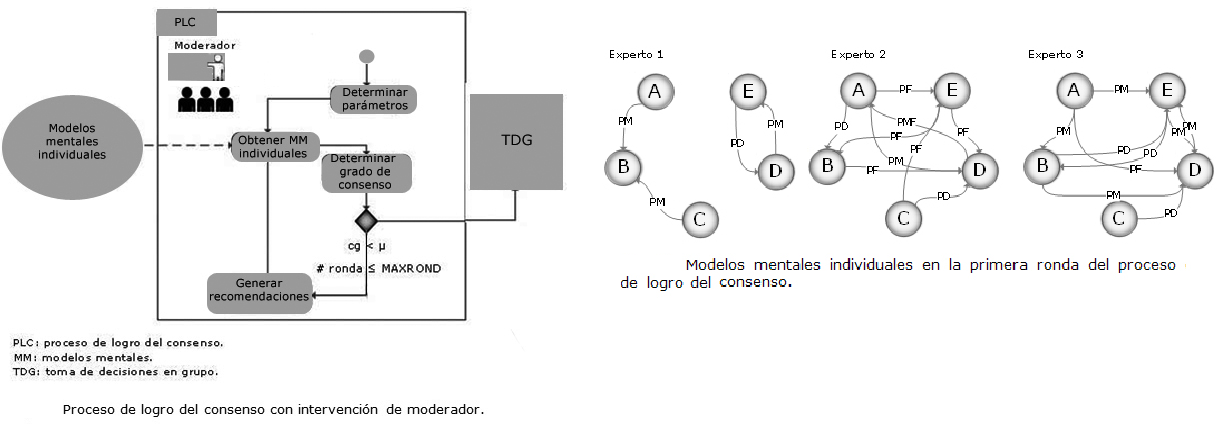 PLC
Moderador
Determinar
parámetros
Modelos
mentales
individuales
Obtener MM
individuales
Determinar
grado de
consenso
TDG
cg < µ
# ronda ≤ MAXROND
Generar
recomendaciones
PLC: proceso de logro del consenso.
MM: modelos mentales.
TDG: toma de decisiones en grupo.
Proceso de logro del consenso con intervención de moderador.
Experto 1
A
E
PM
PM
PD
B
D
PM
C
Experto 2
A
PF
E
PD
PMF
PF
PF
B
PM
D
PF
PF
C
PD
Experto 3
A
PM
E
PM
PM
PM
PD
PD
B
PF
D
PM
C
PD
Modelos mentales individuales en la primera ronda del proceso
de logro del consenso.